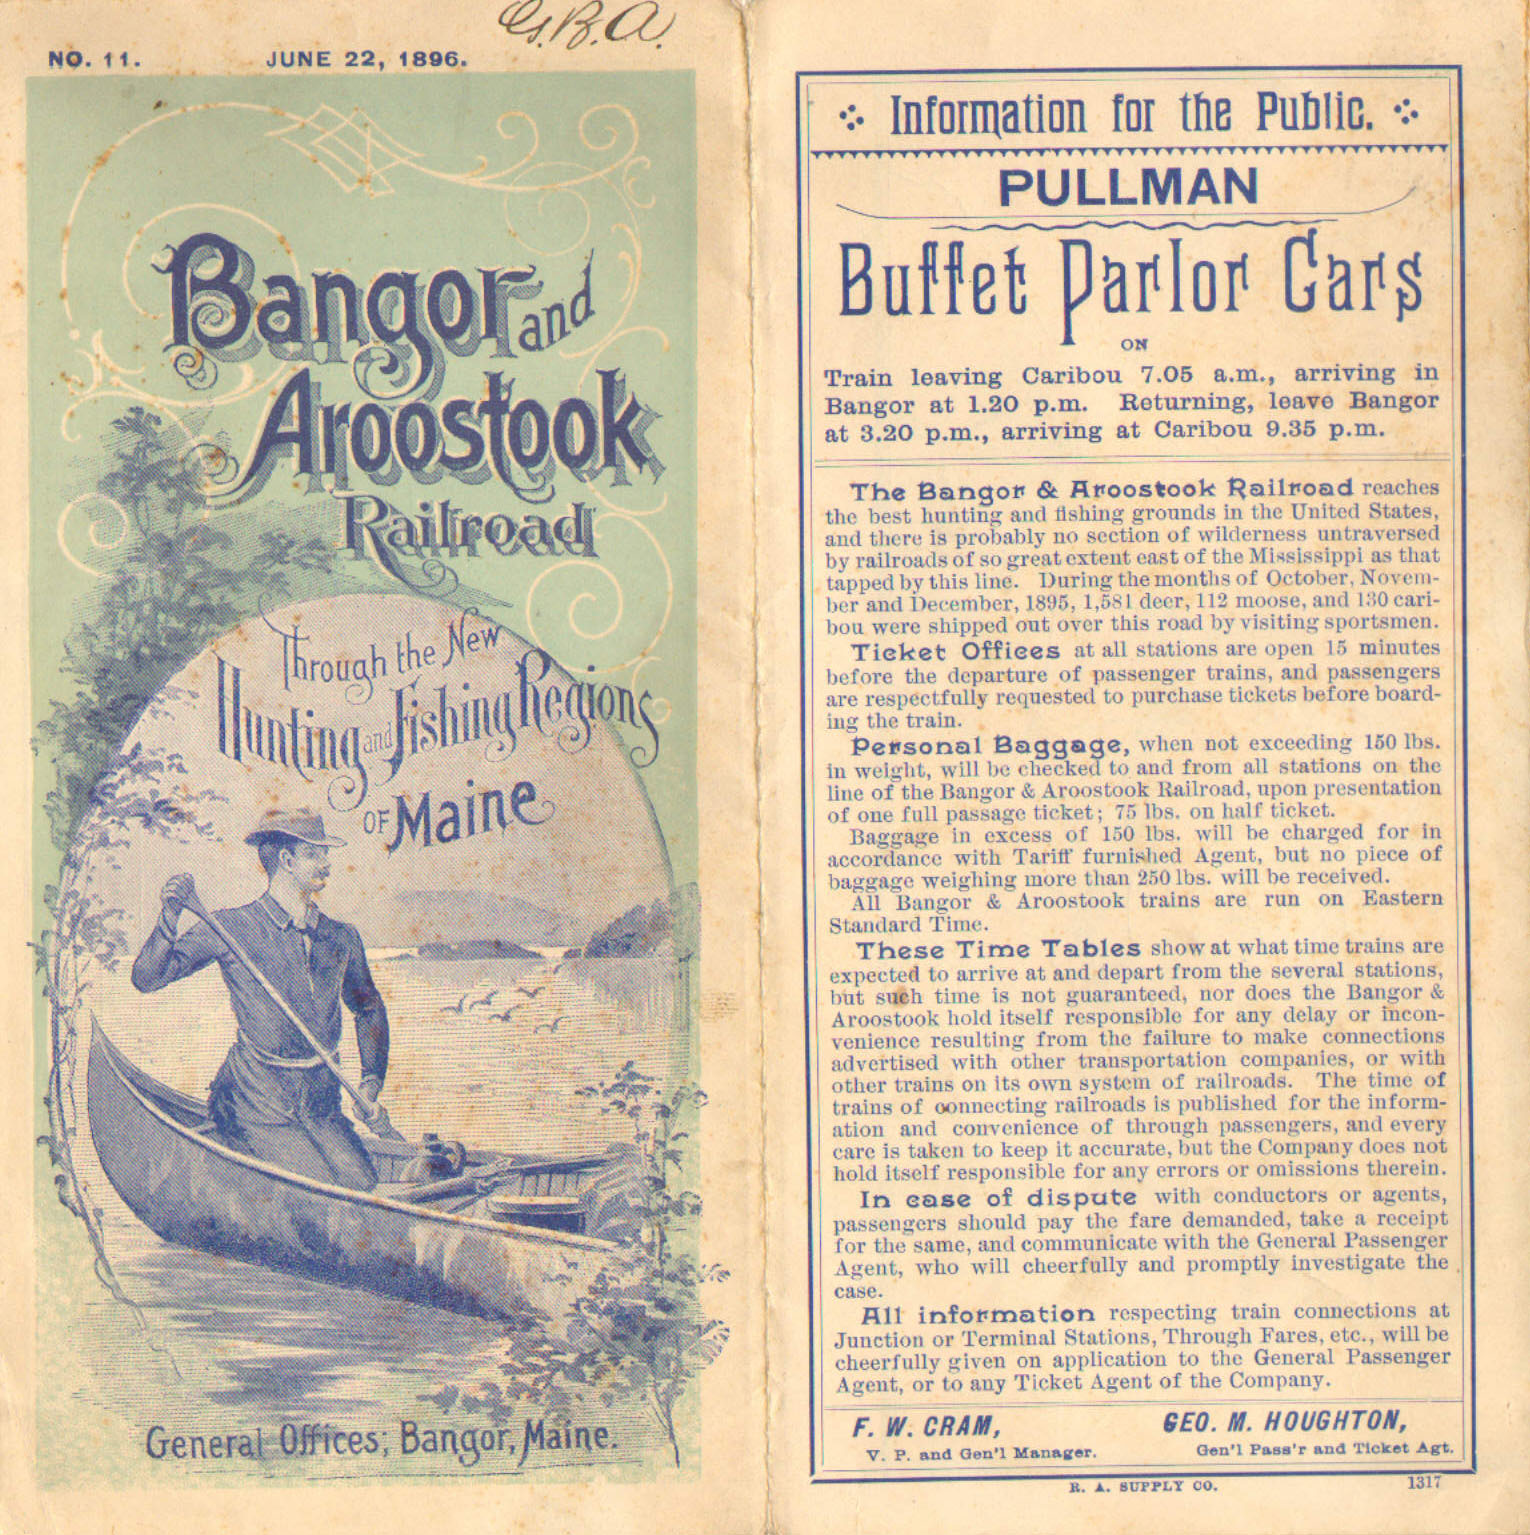 G.B.A.
NO. 11. JUNE 22, 1896.
Bangor and
Aroostook
Railroad
Through the New
Hunting and Fishing Regions
OF Maine
General Offices; Bangor, Maine.
Information for the Public.
PULLMAN
Buffet Parlor Cars
ON
Train leaving Caribou 7.05 a.m., arriving in
Bangor at 1.20 p.m. Returning, leave Bangor
at 3.20 p.m., arriving at Caribou 9.35 p.m.
The Bangor & Aroostook Railroad reaches
the best hunting and fishing grounds in the United States,
and there is probably no section of wilderness untraversed
by railroads of so great extent east of the Mississippi as that
tapped by this line. During the months of October, Novem-
ber and December, 1895, 1,581 deer, 112 moose, and 130 cari-
bou were shipped out over this road by visiting sportsmen.
Ticket Offices at all stations are open 15 minutes
before the departure of passenger trains, and passengers
are respectfully requested to purchase tickets before board-
ing the train.
Personal Baggage, when not exceeding 150 lbs.
in weight, will be checked to and from all stations on the
line of the Bangor & Aroostook Railroad, upon presentation
of one full passage ticket; 75 lbs. on half ticket.
Baggage in excess of 150 lbs. will be charged for in
accordance with Tariff furnished Agent, but no piece of
baggage weighing more than 250 lbs. will be received.
All Bangor & Aroostook trains are run on Eastern
Standard Time.
These Time Tables show at what time trains are
expected to arrive at and depart from the several stations,
but such time is not guaranteed, nor does the Bangor &
Aroostook hold itself responsible for any delay or incon-
venience resulting from the failure to make connections
advertised with other transportation companies, or with
other trains on its own system of railroads. The time of
trains of connecting railroads is published for the inform-
ation and convenience of through passengers, and every
care is taken to keep it accurate, but the Company does not
hold itself responsible for any errors or omissions therein.
In case of dispute with conductors or agents,
passengers should pay the fare demanded, take a receipt
for the same, and communicate with the General Passenger
Agent, who will cheerfully and promptly investigate the
case.
All information respecting train connections at
Junction or Terminal Stations, Through Fares, etc., will be
cheerfully given on application to the General Passenger
Agent, or to any Ticket Agent of the Company.
F. W. CRAM, GEO. M. HOUGHTON,
V. P. and Gen'l Manager. Gen'l Pass'r and Ticket Agt.
R. A. SUPPLY CO. 1317